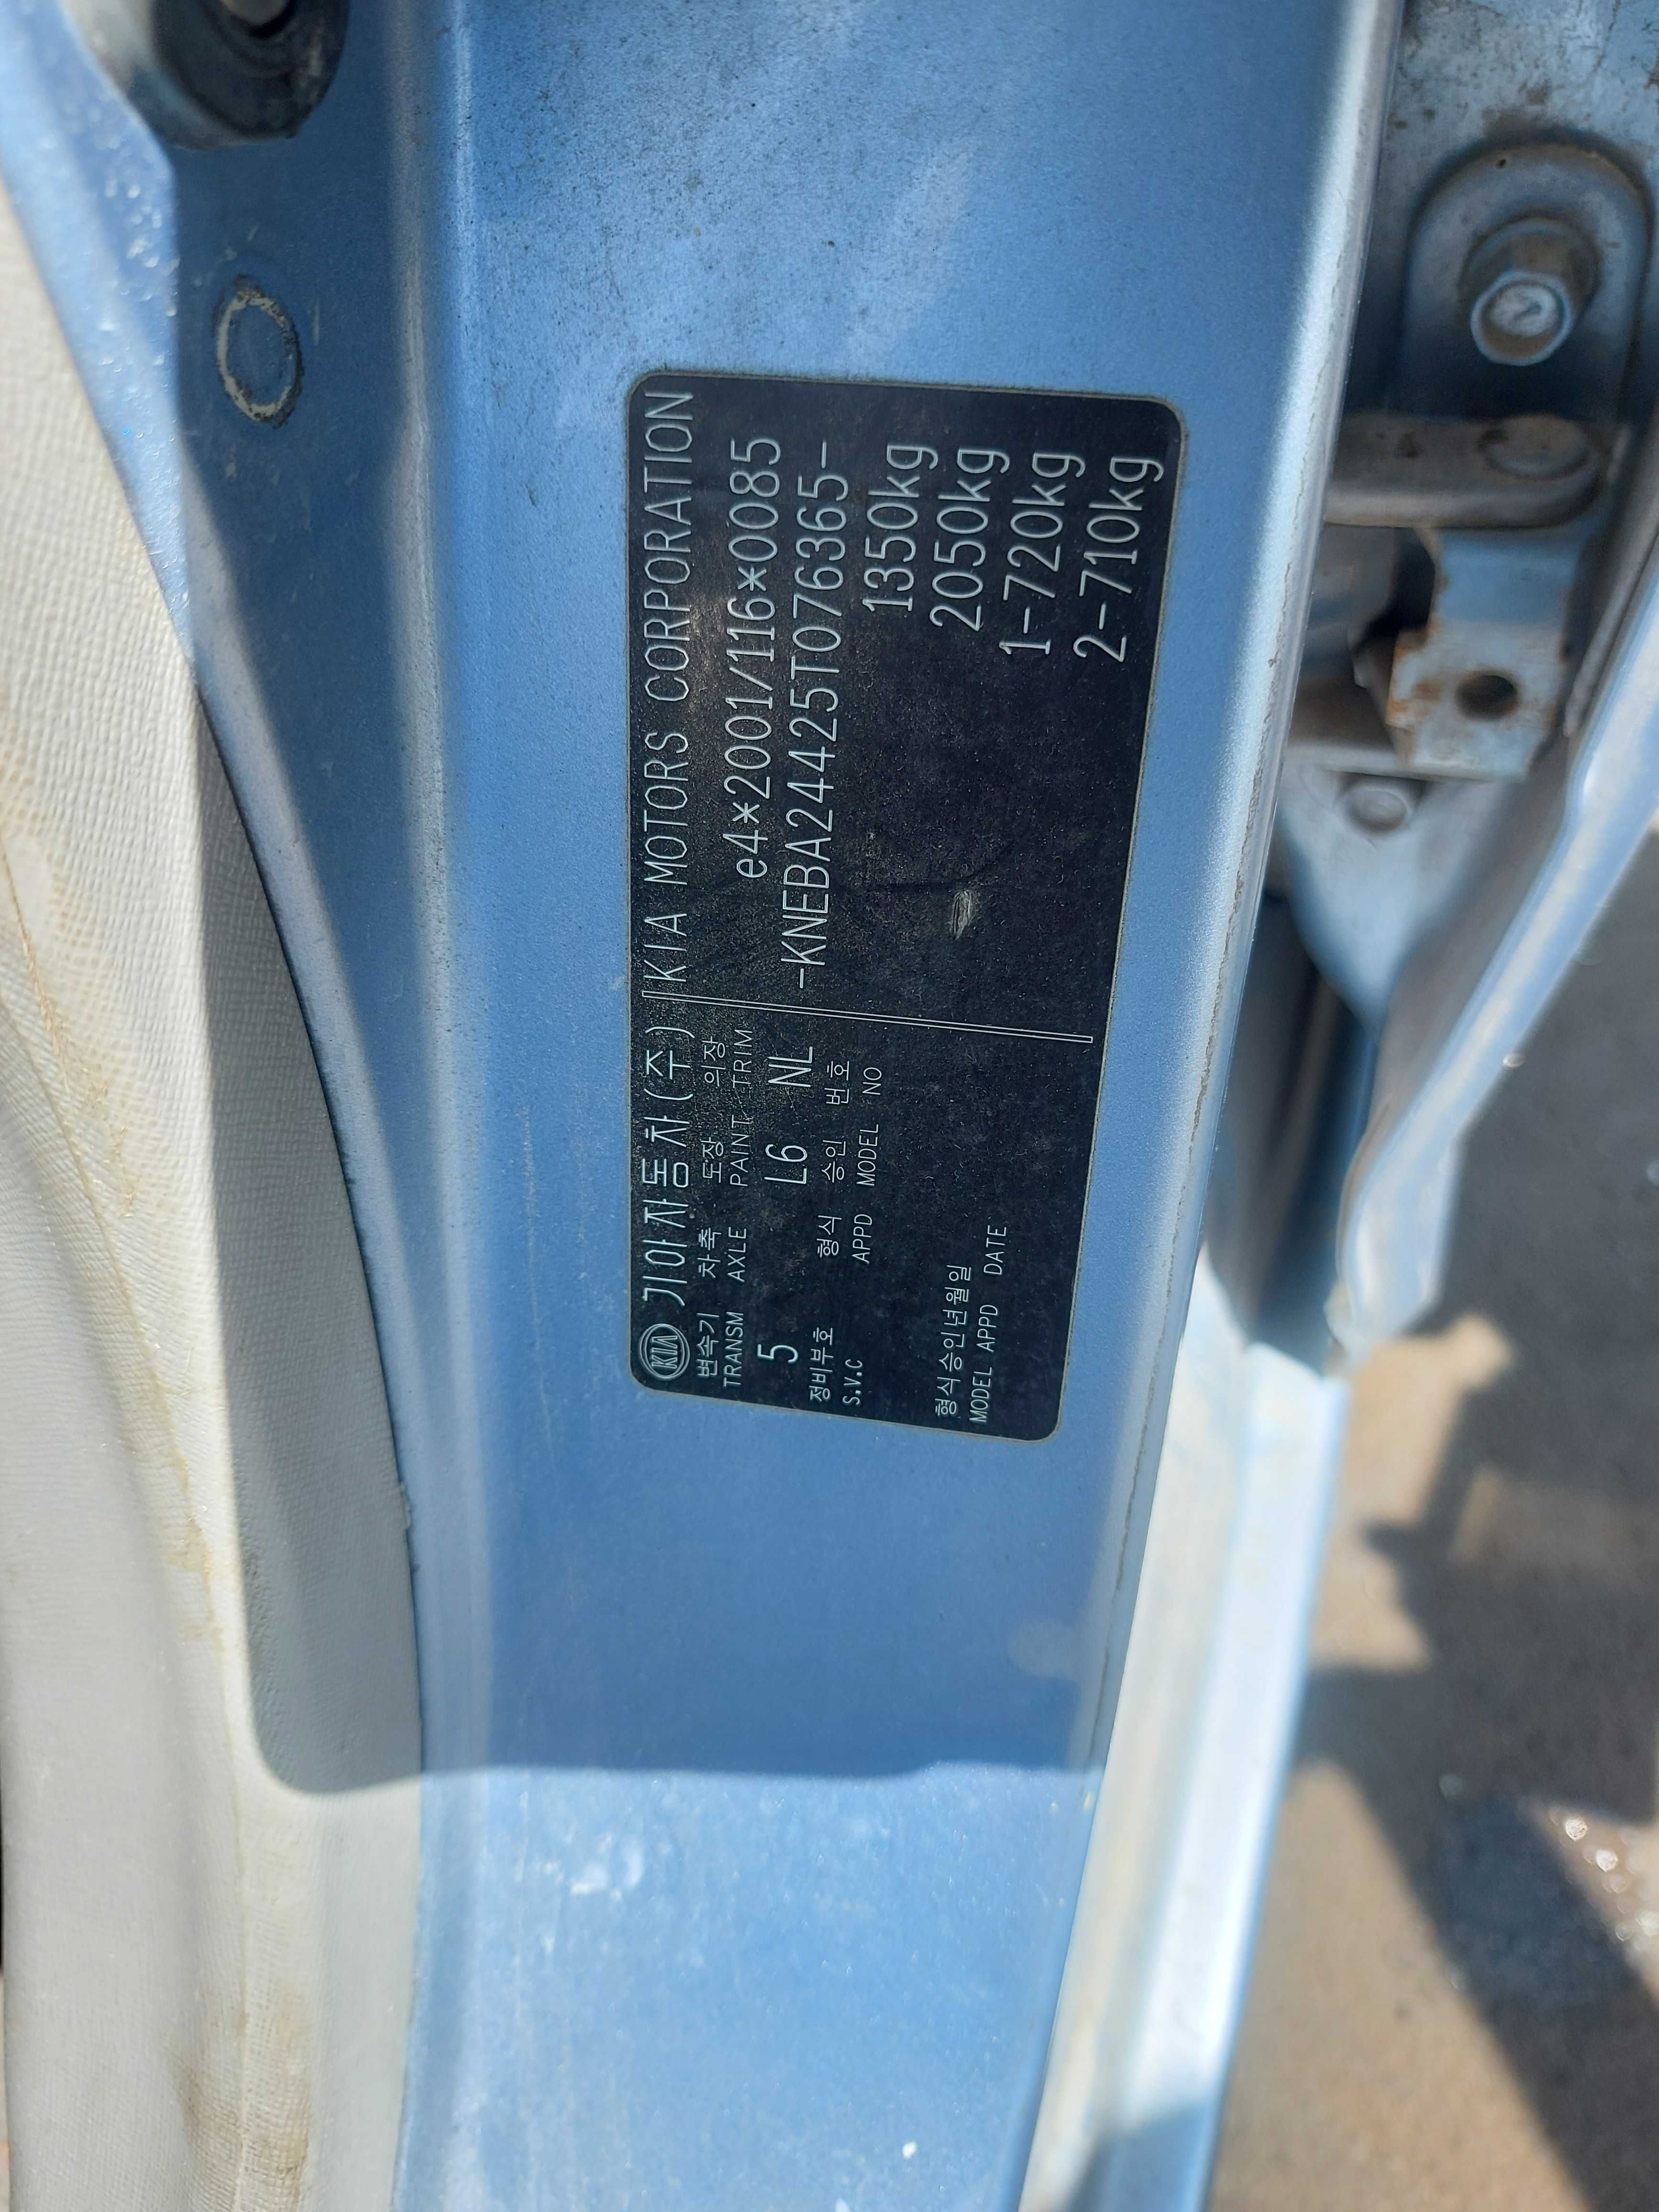 KIA 기아자동차(주) KIA MOTORS CORPORATION
변속기 차축 도장 의장
TRANSM AXLE PAINT TRIM
e4*2001/116*0085
5 L6 NL
-KNEBA24425T076365-
정비부호 형식 승인 번호
S.V.C APPD MODEL NO
1350kg
2050kg
형식승인년월일
MODEL APPD DATE
1-720kg
2-710kg